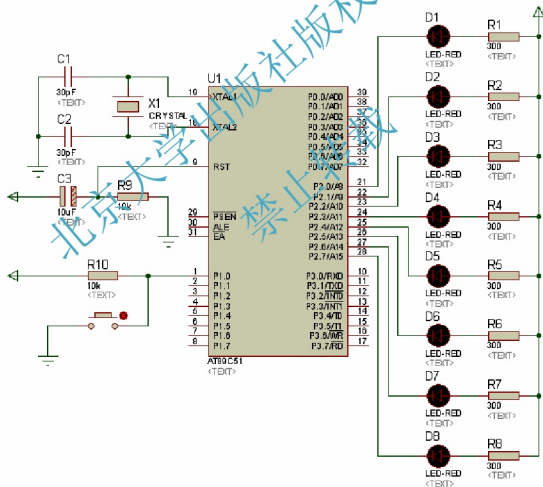 C1
30pF
<TEXT>
X1
CRYSTAL
<TEXT>
C2
30pF
<TEXT>
C3
10uF
<TEXT>
R9
10k
<TEXT>
R10
10k
<TEXT>
U1
19 XTAL1
18 XTAL2
9 RST
29 PSEN
30 ALE
31 EA
1 P1.0
2 P1.1
3 P1.2
4 P1.3
5 P1.4
6 P1.5
7 P1.6
8 P1.7
P0.0/AD0 39
P0.1/AD1 38
P0.2/AD2 37
P0.3/AD3 36
P0.4/AD4 35
P0.5/AD5 34
P0.6/AD6 33
P0.7/AD7 32
P2.0/A8 21
P2.1/A9 22
P2.2/A10 23
P2.3/A11 24
P2.4/A12 25
P2.5/A13 26
P2.6/A14 27
P2.7/A15 28
P3.0/RXD 10
P3.1/TXD 11
P3.2/INT0 12
P3.3/INT1 13
P3.4/T0 14
P3.5/T1 15
P3.6/WR 16
P3.7/RD 17
AT89C51
<TEXT>
D1
LED-RED
<TEXT>
R1
300
<TEXT>
D2
LED-RED
<TEXT>
R2
300
<TEXT>
D3
LED-RED
<TEXT>
R3
300
<TEXT>
D4
LED-RED
<TEXT>
R4
300
<TEXT>
D5
LED-RED
<TEXT>
R5
300
<TEXT>
D6
LED-RED
<TEXT>
R6
300
<TEXT>
D7
LED-RED
<TEXT>
R7
300
<TEXT>
D8
LED-RED
<TEXT>
R8
300
<TEXT>
北京大学出版社版权
禁止转载